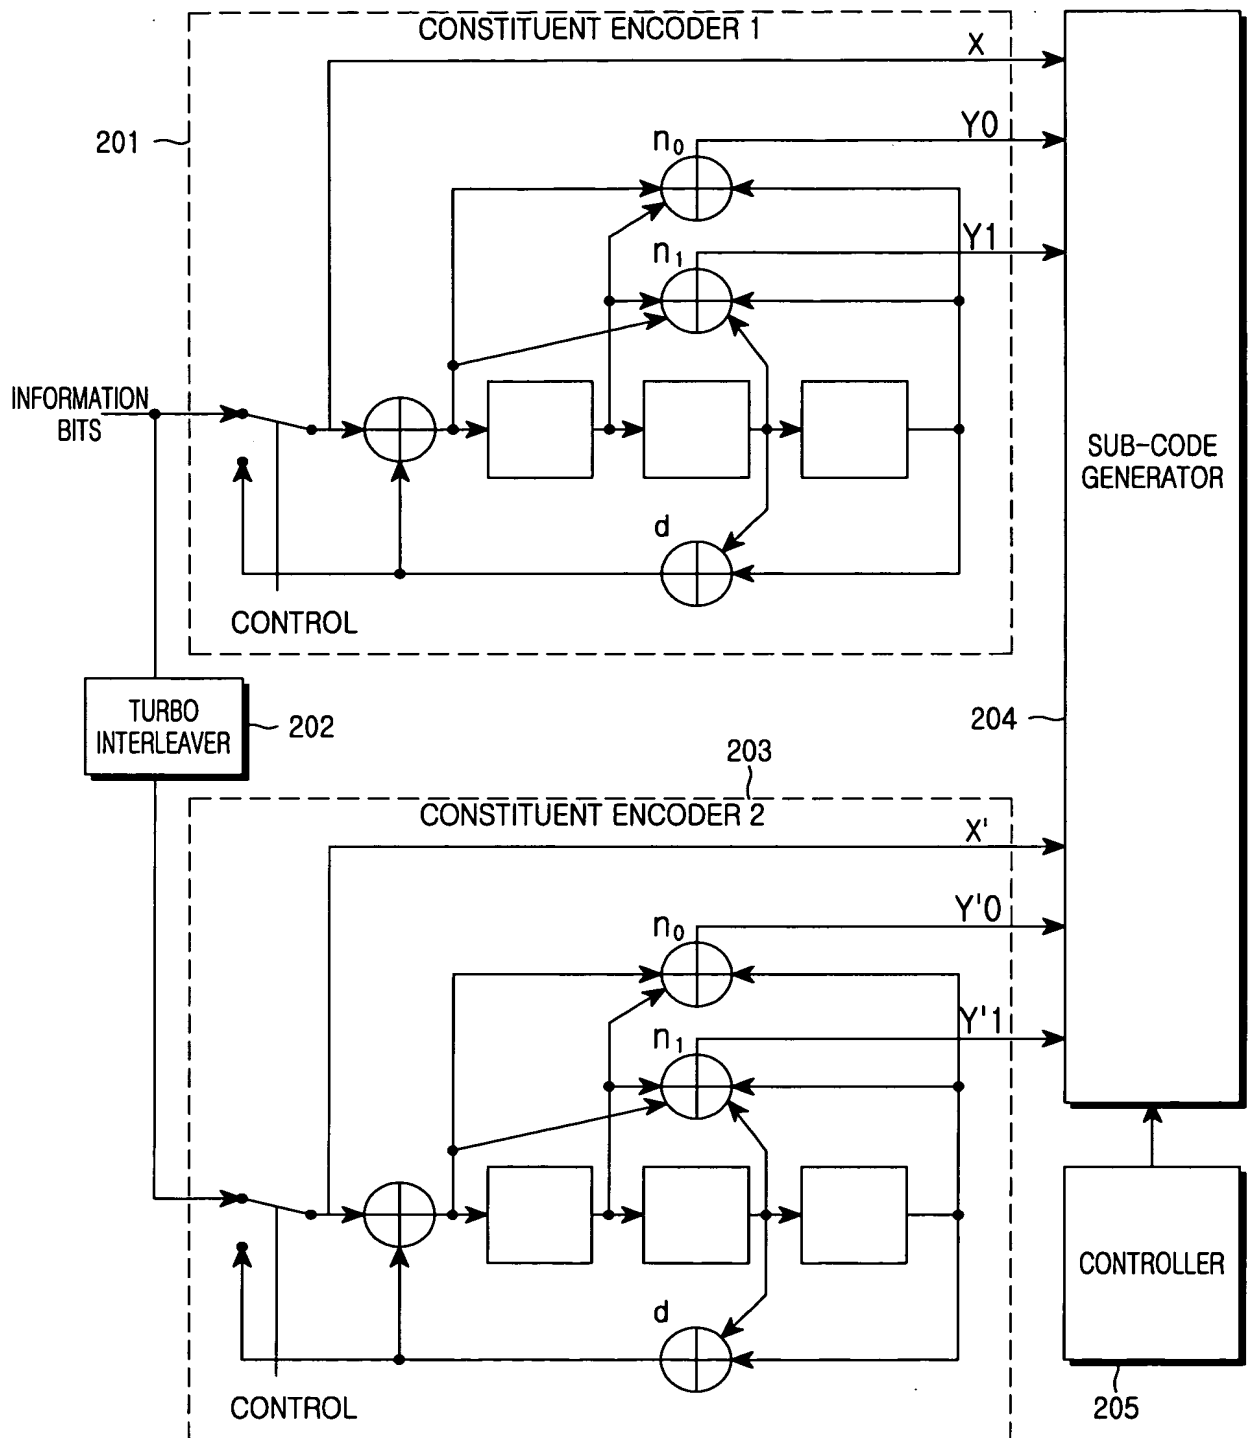 CONSTITUENT ENCODER 1
X
201
n₀
Y0
n₁
Y1
INFORMATION
BITS
SUB-CODE
GENERATOR
d
CONTROL
TURBO
INTERLEAVER
202
204
203
CONSTITUENT ENCODER 2
X'
n₀
Y'0
n₁
Y'1
CONTROLLER
d
CONTROL
205